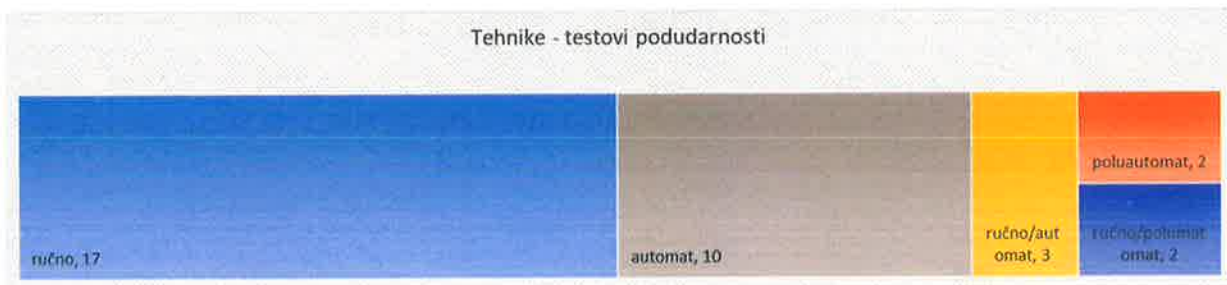 Tehnike - testovi podudarnosti
ručno, 17
automat, 10
ručno/aut
omat, 3
poluautomat, 2
ručno/polumat
omat, 2